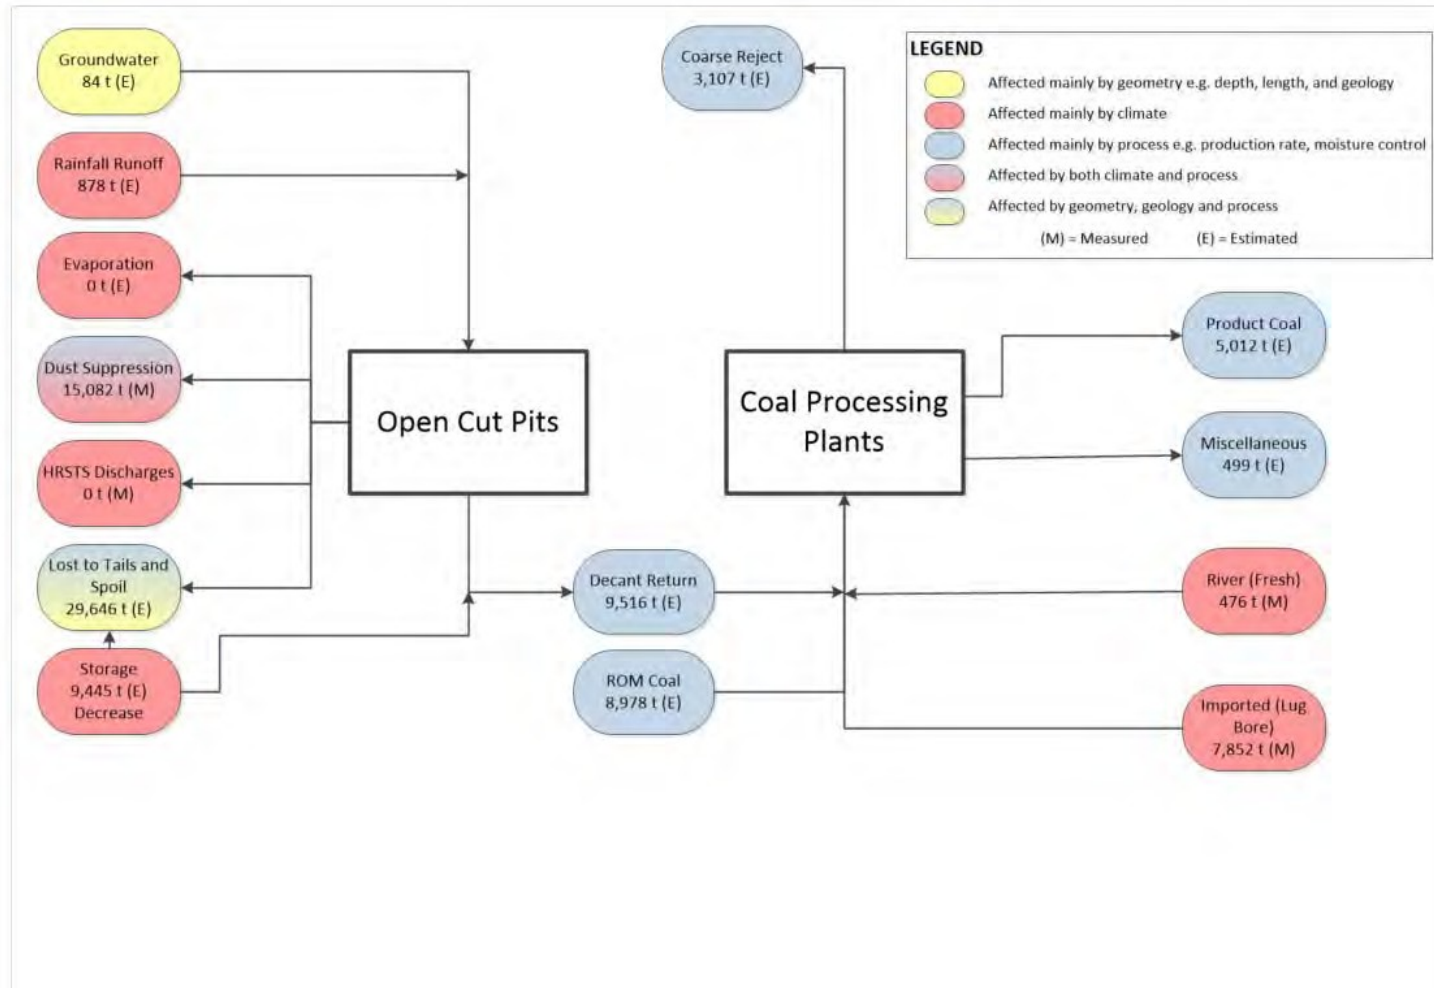 Groundwater
84 t (E)
Rainfall Runoff
878 t (E)
Evaporation
0 t (E)
Dust Suppression
15,082 t (M)
HRSTS Discharges
0 t (M)
Lost to Tails and
Spoil
29,646 t (E)
Storage
9,445 t (E)
Decrease
Open Cut Pits
Coarse Reject
3,107 t (E)
Coal Processing
Plants
Decant Return
9,516 t (E)
ROM Coal
8,978 t (E)
LEGEND
Affected mainly by geometry e.g. depth, length, and geology
Affected mainly by climate
Affected mainly by process e.g. production rate, moisture control
Affected by both climate and process
Affected by geometry, geology and process
(M) = Measured (E) = Estimated
Product Coal
5,012 t (E)
Miscellaneous
499 t (E)
River (Fresh)
476 t (M)
Imported (Lug
Bore)
7,852 t (M)